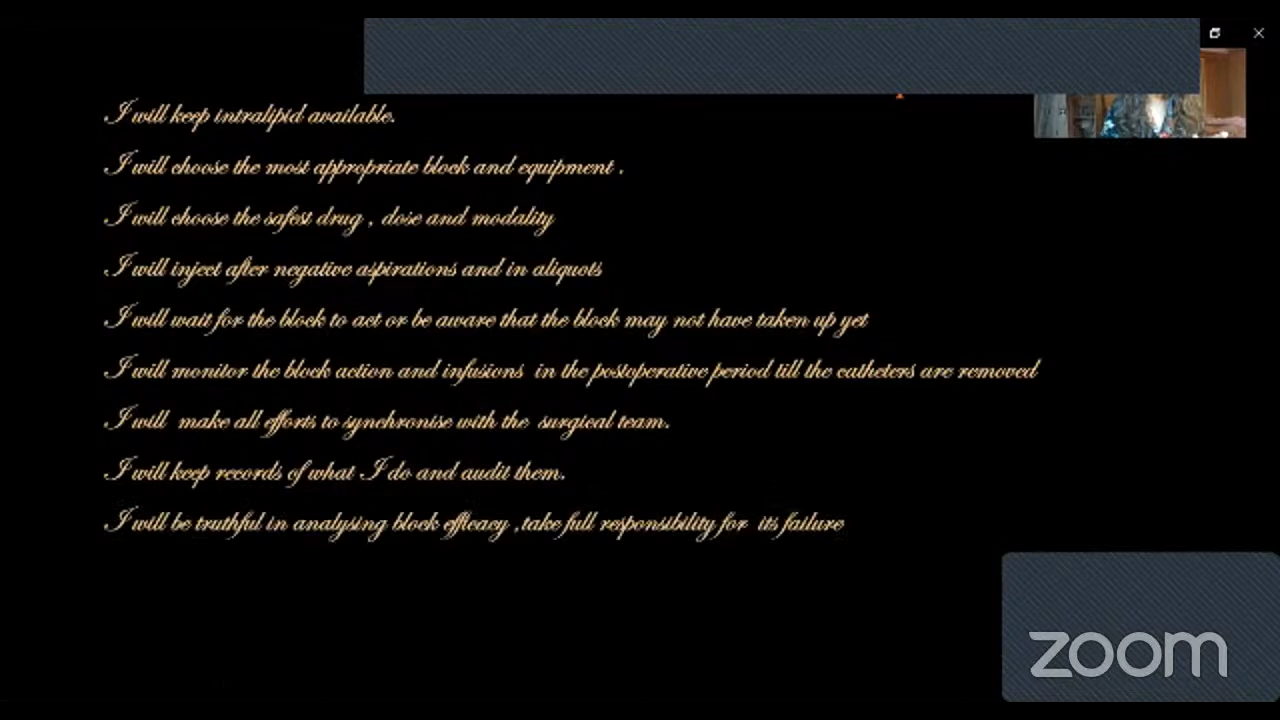 I will keep intralipid available.
I will choose the most appropriate block and equipment .
I will choose the safest drug , dose and modality
I will inject after negative aspirations and in aliquots
I will wait for the block to act or be aware that the block may not have taken up yet
I will monitor the block action and infusions in the postoperative period till the catheters are removed
I will make all efforts to synchronise with the surgical team.
I will keep records of what I do and audit them.
I will be truthful in analysing block efficacy ,take full responsibility for its failure
zoom